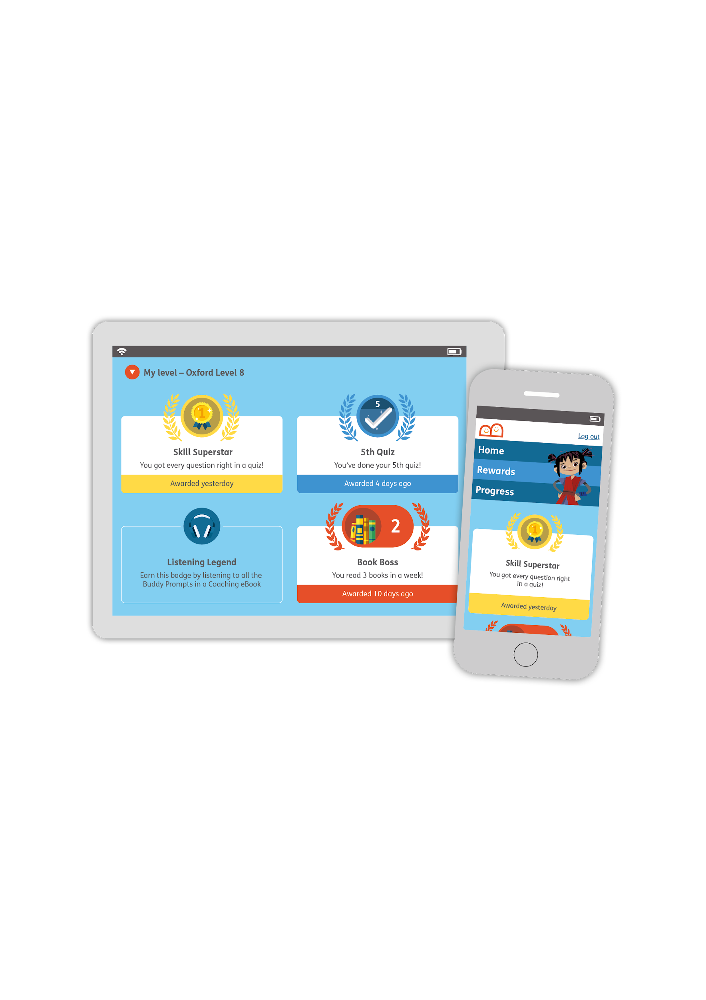 My level – Oxford Level 8
1
Skill Superstar
You got every question right in a quiz!
Awarded yesterday
5
5th Quiz
You’ve done your 5th quiz!
Awarded 4 days ago
Listening Legend
Earn this badge by listening to all the
Buddy Prompts in a Coaching eBook
2
Book Boss
You read 3 books in a week!
Awarded 10 days ago
Log out
Home
Rewards
Progress
1
Skill Superstar
You got every question right
in a quiz!
Awarded yesterday